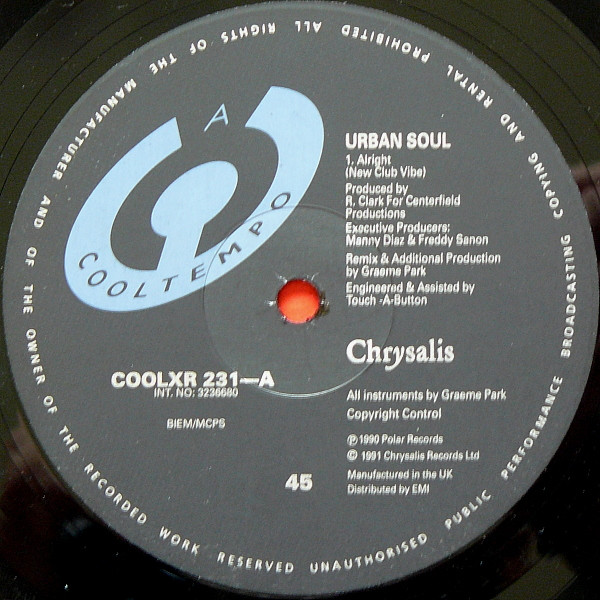 ALL RIGHTS OF THE MANUFACTURER AND OF THE OWNER OF THE RECORDED WORK RESERVED UNAUTHORISED PUBLIC PERFORMANCE BROADCASTING COPYING AND RENTAL PROHIBITED
A
COOLTEMPO
URBAN SOUL
1. Alright
(New Club Vibe)
Produced by
R. Clark For Centerfield
Productions
Executive Producers:
Manny Diaz & Freddy Sanon
Remix & Additional Production
by Graeme Park
Engineered & Assisted by
Touch -A-Button
Chrysalis
COOLXR 231—A
INT. NO: 3236680
BIEM/MCPS
All instruments by Graeme Park
Copyright Control
℗ 1990 Polar Records
© 1991 Chrysalis Records Ltd
45
Manufactured in the UK
Distributed by EMI